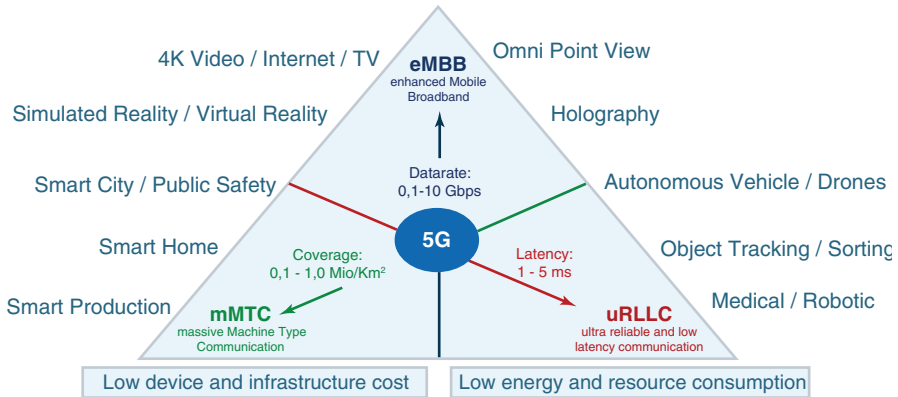 4K Video / Internet / TV
Omni Point View
eMBB
enhanced Mobile
Broadband
Simulated Reality / Virtual Reality
Holography
Datarate:
0,1-10 Gbps
Smart City / Public Safety
Autonomous Vehicle / Drones
5G
Smart Home
Object Tracking / Sorting
Coverage:
0,1 - 1,0 Mio/Km²
Latency:
1 - 5 ms
Smart Production
Medical / Robotic
mMTC
massive Machine Type
Communication
uRLLC
ultra reliable and low
latency communication
Low device and infrastructure cost
Low energy and resource consumption